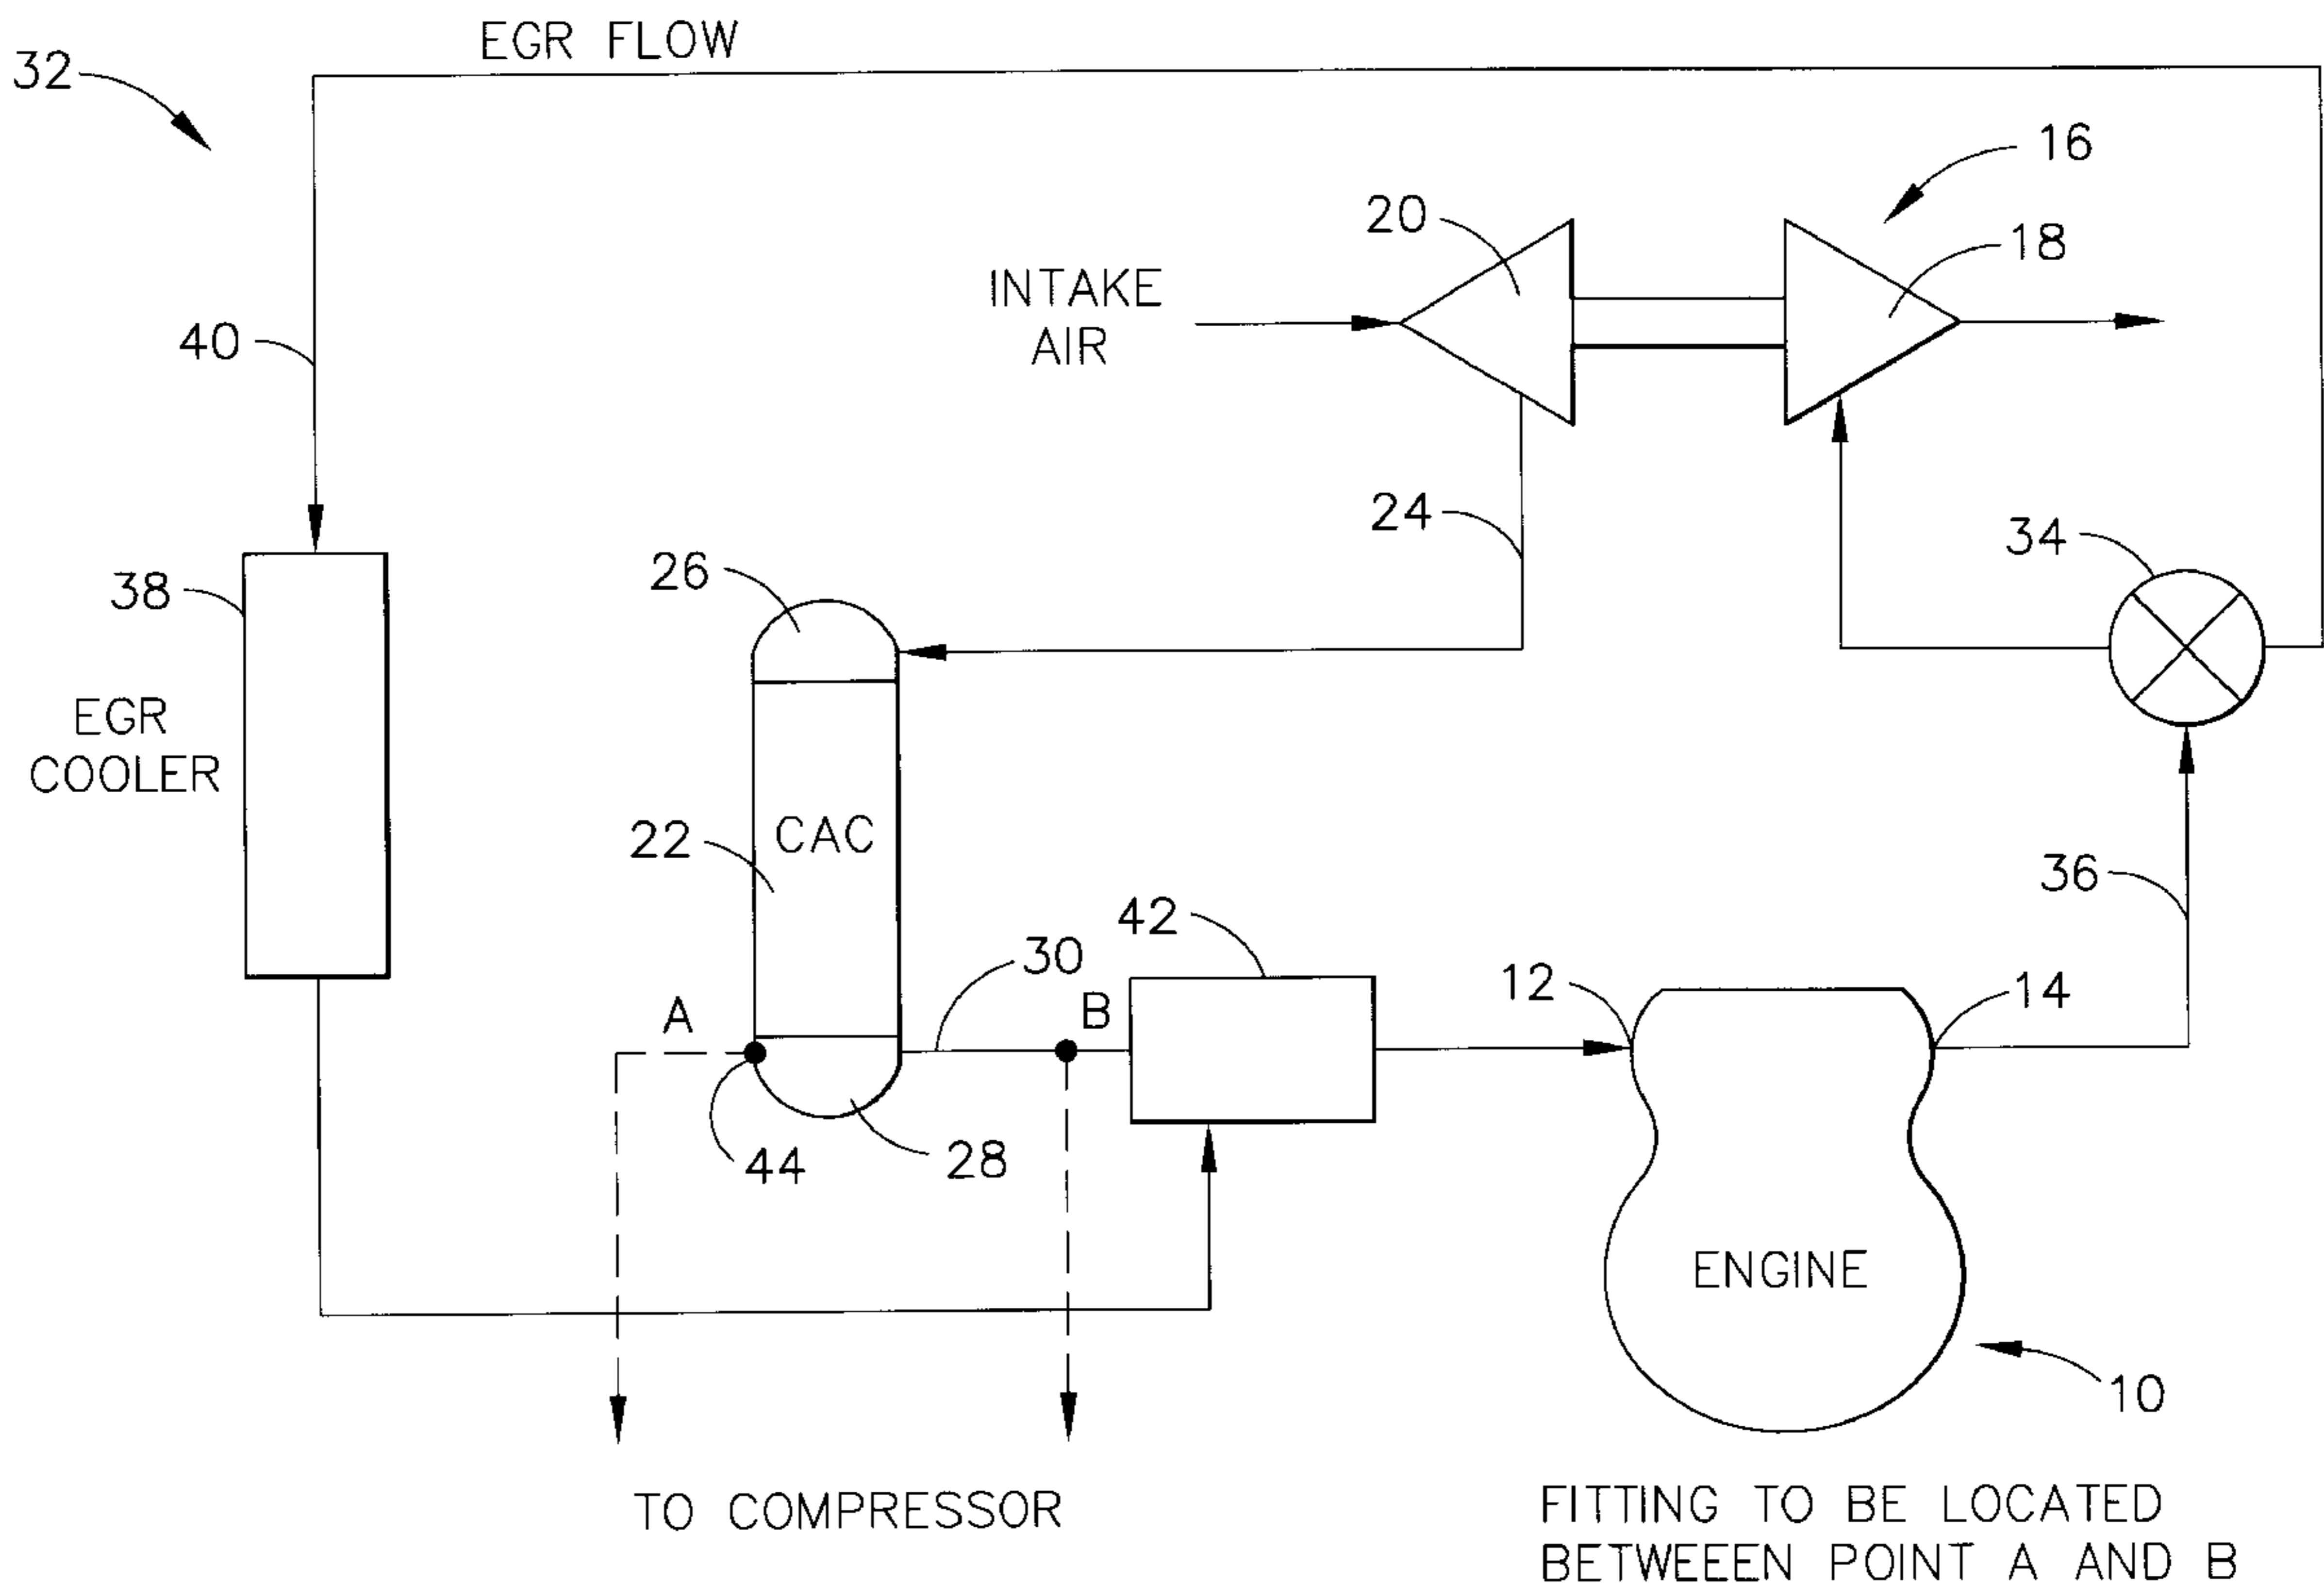 EGR FLOW
32
16
20
18
INTAKE
AIR
40
24
34
26
38
EGR
COOLER
22
CAC
36
42
30
12
14
A
B
44
28
ENGINE
10
TO COMPRESSOR
FITTING TO BE LOCATED
BETWEEEN POINT A AND B